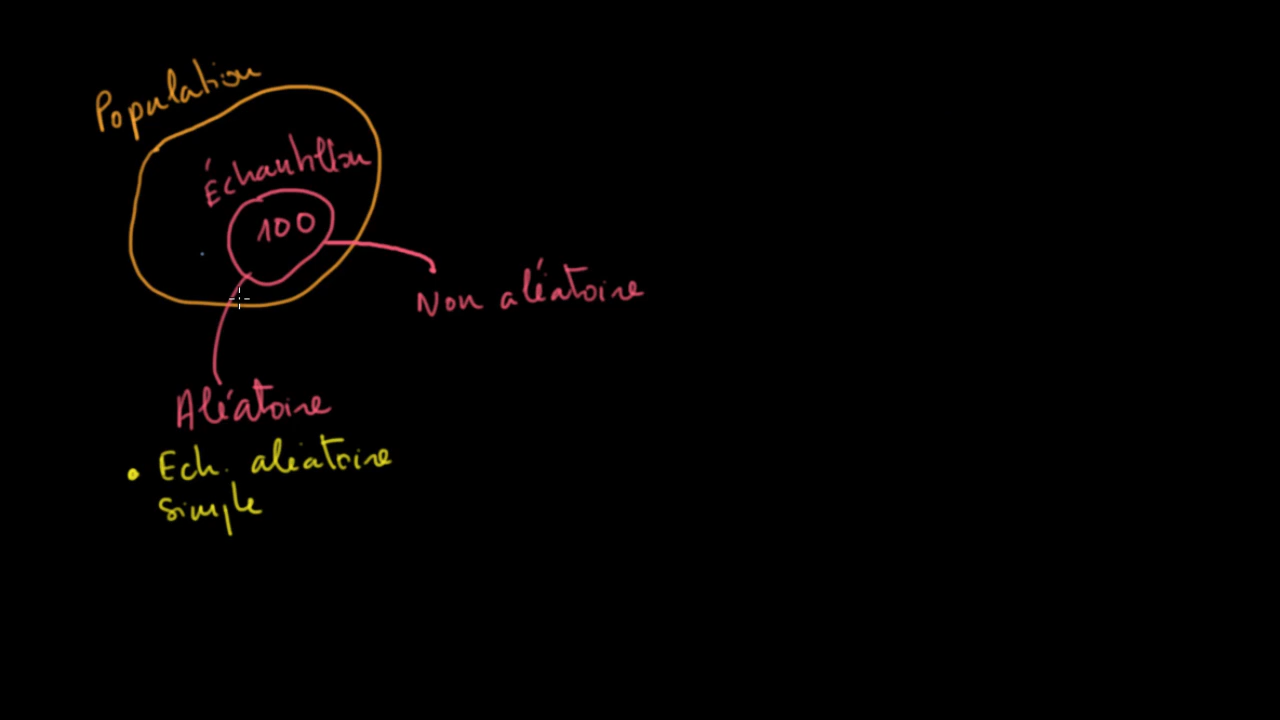 Population
Échantillon
100
Non aléatoire
Aléatoire
• Ech. aléatoire
simple